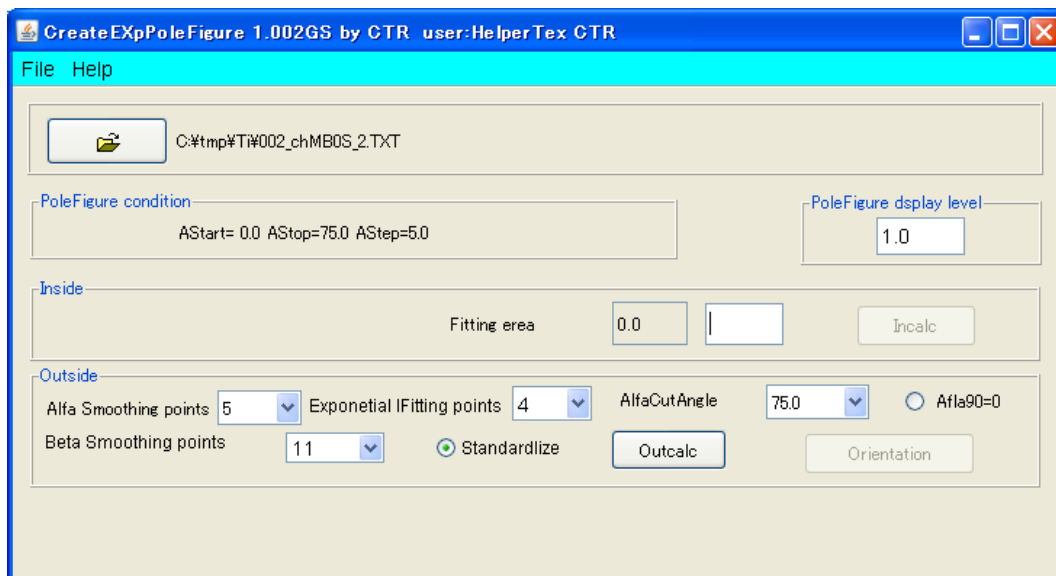 CreateEXpPoleFigure 1.002GS by CTR user:HelperTex CTR
File Help
C:¥tmp¥Ti¥002_chMB0S_2.TXT
PoleFigure condition
AStart= 0.0 AStop=75.0 AStep=5.0
PoleFigure dsplay level
1.0
Inside
Fitting erea 0.0 Incalc
Outside
Alfa Smoothing points 5 Exponetial lFitting points 4 AlfaCutAngle 75.0 Afla90=0
Beta Smoothing points 11 Standardlize Outcalc Orientation